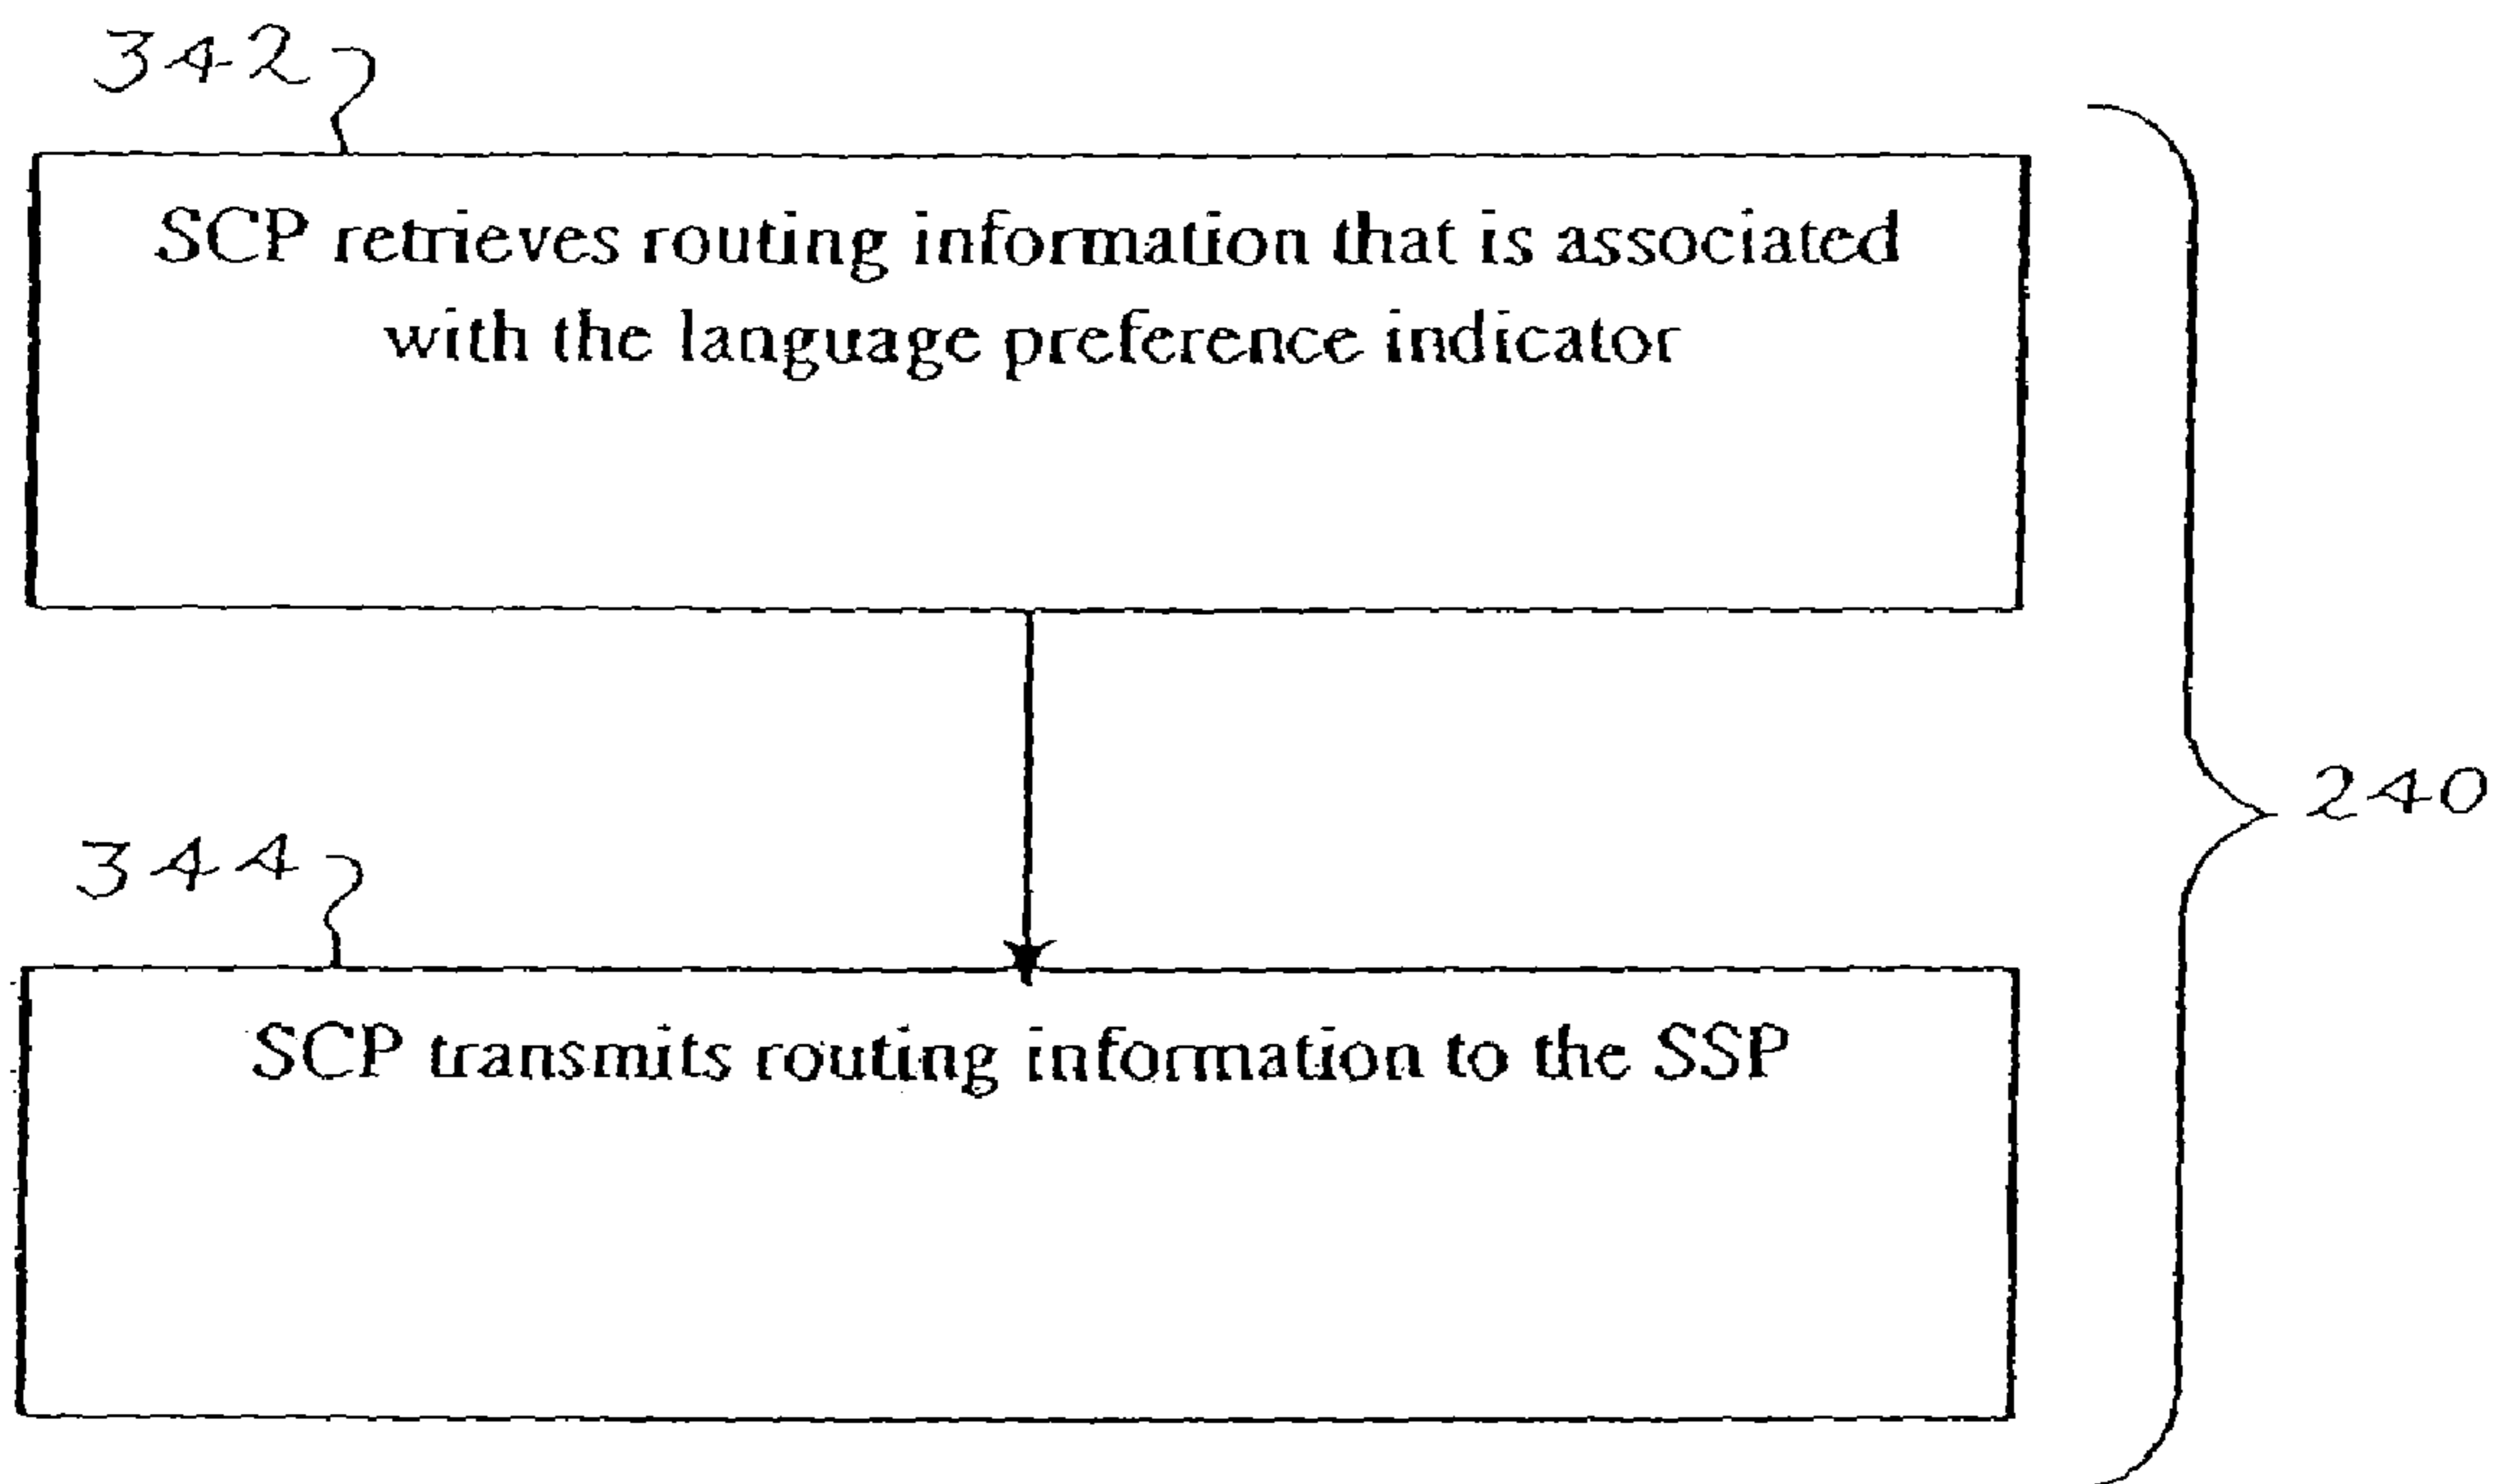 342
SCP retrieves routing information that is associated
with the language preference indicator
240
344
SCP transmits routing information to the SSP